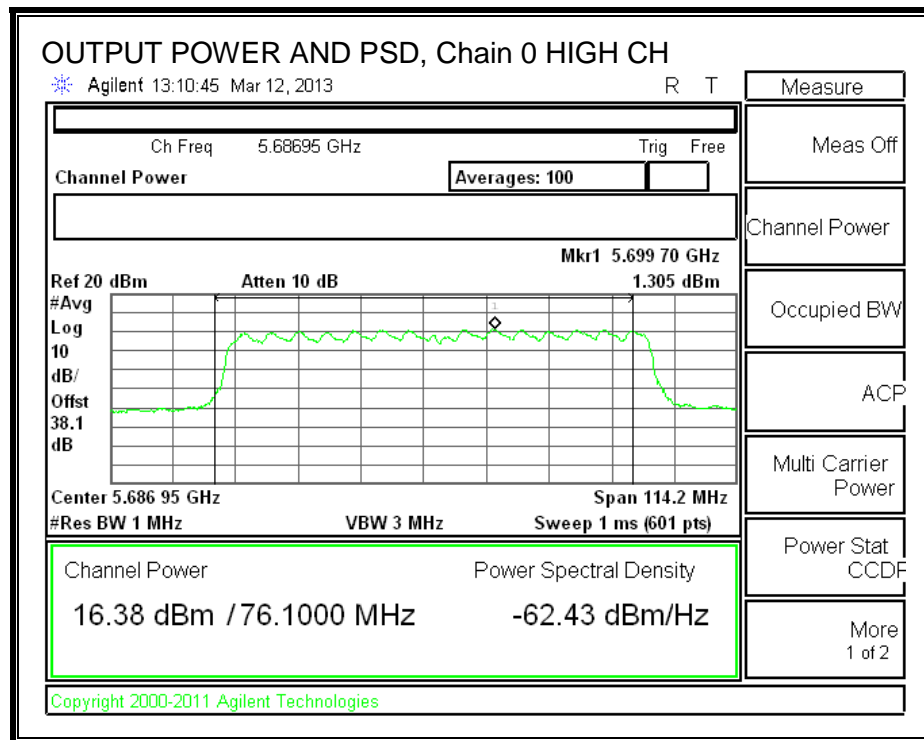 OUTPUT POWER AND PSD, Chain 0 HIGH CH
Agilent 13:10:45 Mar 12, 2013 R T
Ch Freq 5.68695 GHz Trig Free
Channel Power Averages: 100
Mkr1 5.699 70 GHz
Ref 20 dBm Atten 10 dB 1.305 dBm
#Avg
Log
10
dB/
Offst
38.1
dB
1
Center 5.686 95 GHz Span 114.2 MHz
#Res BW 1 MHz VBW 3 MHz Sweep 1 ms (601 pts)
Channel Power Power Spectral Density
16.38 dBm / 76.1000 MHz -62.43 dBm/Hz
Copyright 2000-2011 Agilent Technologies
Measure
Meas Off
Channel Power
Occupied BW
ACP
Multi Carrier
Power
Power Stat
CCDF
More
1 of 2